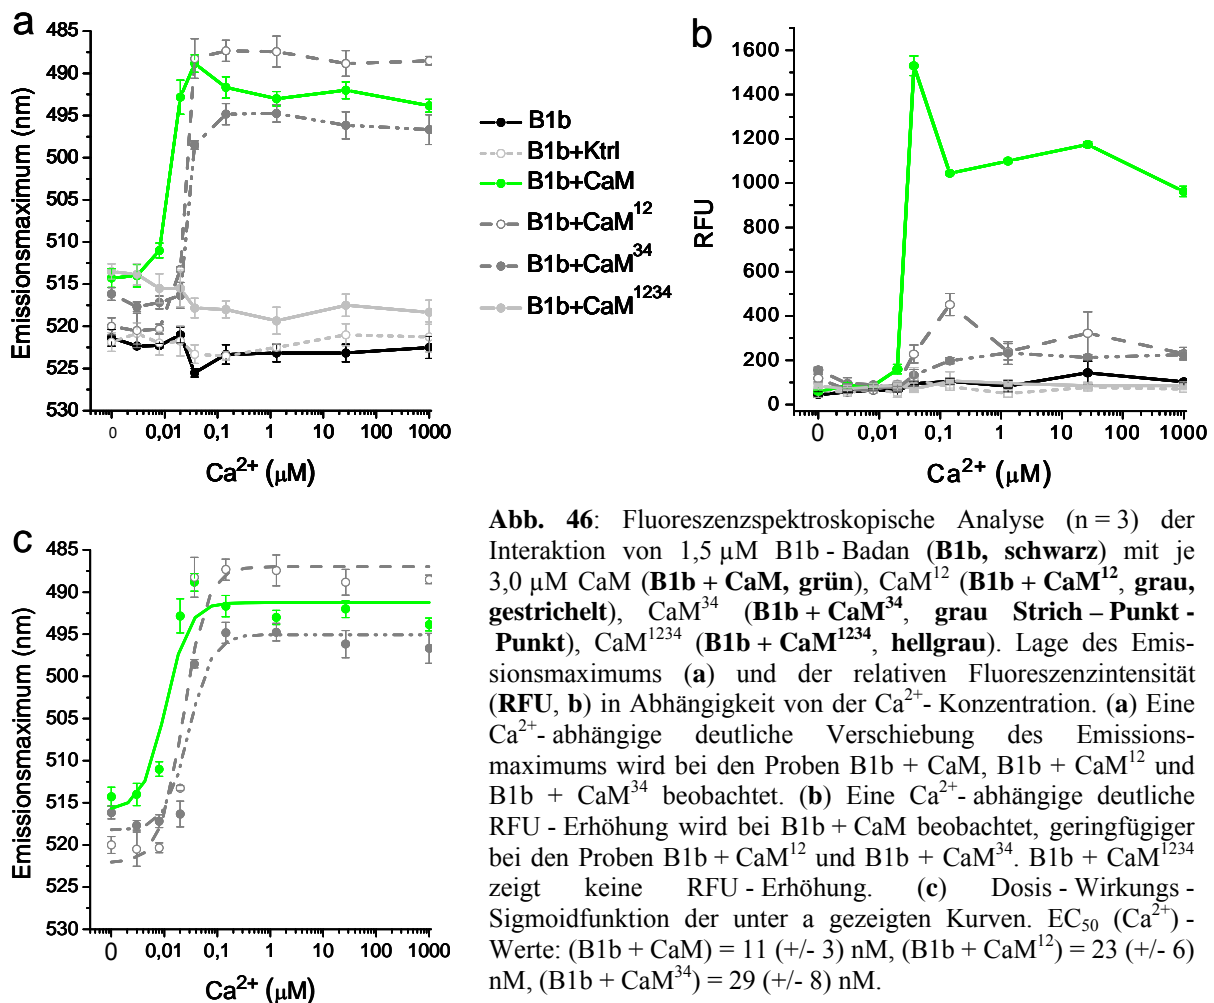 a
485
490
495
500
505
510
515
520
525
530
Emissionsmaximum (nm)
0
0,01
0,1
1
10
100
1000
Ca²⁺ (µM)
B1b
B1b+Ktrl
B1b+CaM
B1b+CaM¹²
B1b+CaM³⁴
B1b+CaM¹²³⁴
b
1600
1400
1200
1000
800
600
400
200
0
RFU
0
0,01
0,1
1
10
100
1000
Ca²⁺ (µM)
c
485
490
495
500
505
510
515
520
525
530
Emissionsmaximum (nm)
0
0,01
0,1
1
10
100
1000
Ca²⁺ (µM)
Abb. 46: Fluoreszenzspektroskopische Analyse (n = 3) der
Interaktion von 1,5 µM B1b - Badan (B1b, schwarz) mit je
3,0 µM CaM (B1b + CaM, grün), CaM¹² (B1b + CaM¹², grau,
gestrichelt), CaM³⁴ (B1b + CaM³⁴, grau Strich – Punkt -
Punkt), CaM¹²³⁴ (B1b + CaM¹²³⁴, hellgrau). Lage des Emis-
sionsmaximums (a) und der relativen Fluoreszenzintensität
(RFU, b) in Abhängigkeit von der Ca²⁺- Konzentration. (a) Eine
Ca²⁺- abhängige deutliche Verschiebung des Emissions-
maximums wird bei den Proben B1b + CaM, B1b + CaM¹² und
B1b + CaM³⁴ beobachtet. (b) Eine Ca²⁺- abhängige deutliche
RFU - Erhöhung wird bei B1b + CaM beobachtet, geringfügiger
bei den Proben B1b + CaM¹² und B1b + CaM³⁴. B1b + CaM¹²³⁴
zeigt keine RFU - Erhöhung. (c) Dosis - Wirkungs -
Sigmoidfunktion der unter a gezeigten Kurven. EC₅₀ (Ca²⁺) -
Werte: (B1b + CaM) = 11 (+/- 3) nM, (B1b + CaM¹²) = 23 (+/- 6)
nM, (B1b + CaM³⁴) = 29 (+/- 8) nM.